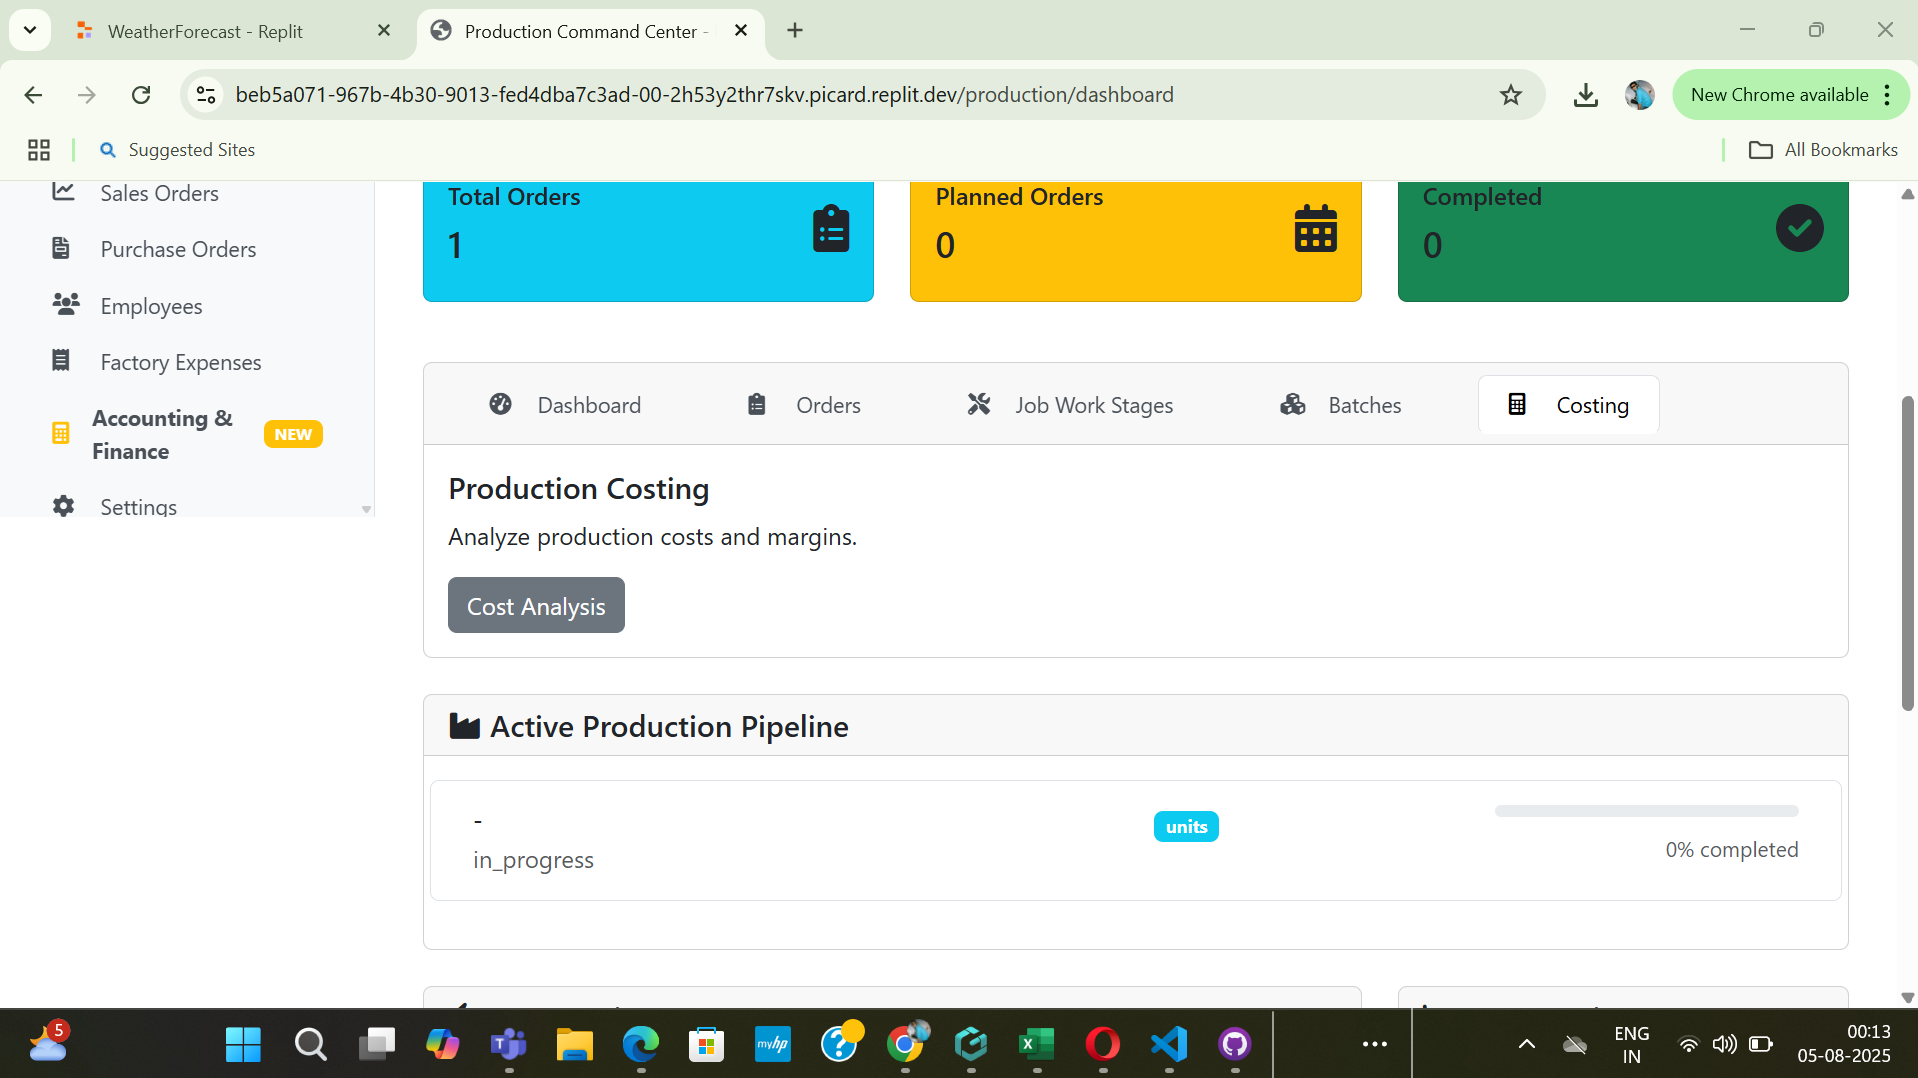 WeatherForecast - Replit
Production Command Center -
beb5a071-967b-4b30-9013-fed4dba7c3ad-00-2h53y2thr7skv.picard.replit.dev/production/dashboard
New Chrome available
Suggested Sites
All Bookmarks
Sales Orders
Purchase Orders
Employees
Factory Expenses
Accounting &
Finance
NEW
Settings
Total Orders
1
Planned Orders
0
Completed
0
Dashboard
Orders
Job Work Stages
Batches
Costing
Production Costing
Analyze production costs and margins.
Cost Analysis
Active Production Pipeline
-
in_progress
units
0% completed
5
myhp
ENG
IN
00:13
05-08-2025